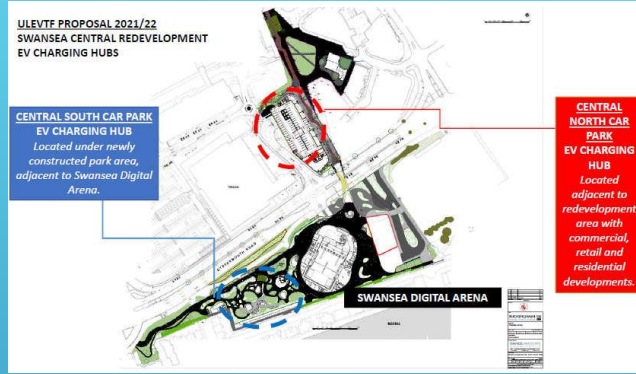 ULEVTF PROPOSAL 2021/22
SWANSEA CENTRAL REDEVELOPMENT
EV CHARGING HUBS
CENTRAL SOUTH CAR PARK
EV CHARGING HUB
Located under newly
constructed park area,
adjacent to Swansea Digital
Arena.
CENTRAL
NORTH CAR
PARK
EV CHARGING
HUB
Located
adjacent to
redevelopment
area with
commercial,
retail and
residential
developments.
SWANSEA DIGITAL ARENA